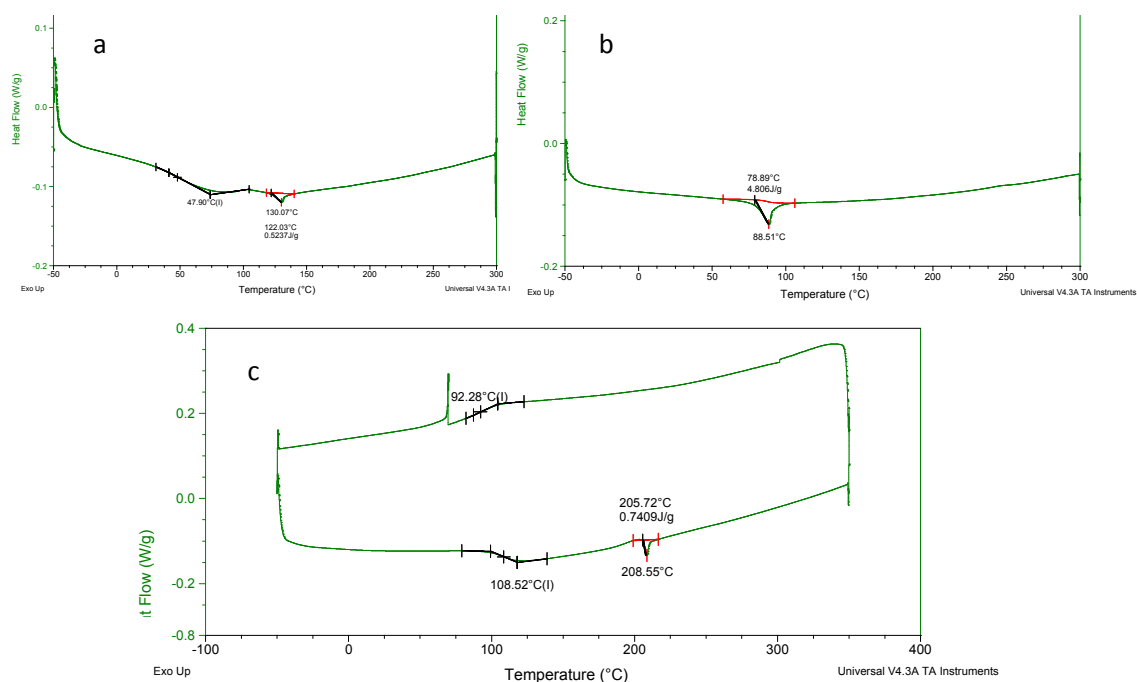 a
0.1
0.0
-0.1
-0.2
Heat Flow (W/g)
47.90°C(I)
130.07°C
122.03°C
0.5237J/g
-50
0
50
100
150
200
250
300
Exo Up
Temperature (°C)
Universal V4.3A TA I
b
0.2
0.0
-0.2
Heat Flow (W/g)
78.89°C
4.806J/g
88.51°C
-50
0
50
100
150
200
250
300
Exo Up
Temperature (°C)
Universal V4.3A TA Instruments
c
0.4
0.2
0.0
-0.2
-0.8
ıt Flow (W/g)
92.28°C(I)
205.72°C
0.7409J/g
108.52°C(I)
208.55°C
-100
0
100
200
300
400
Exo Up
Temperature (°C)
Universal V4.3A TA Instruments